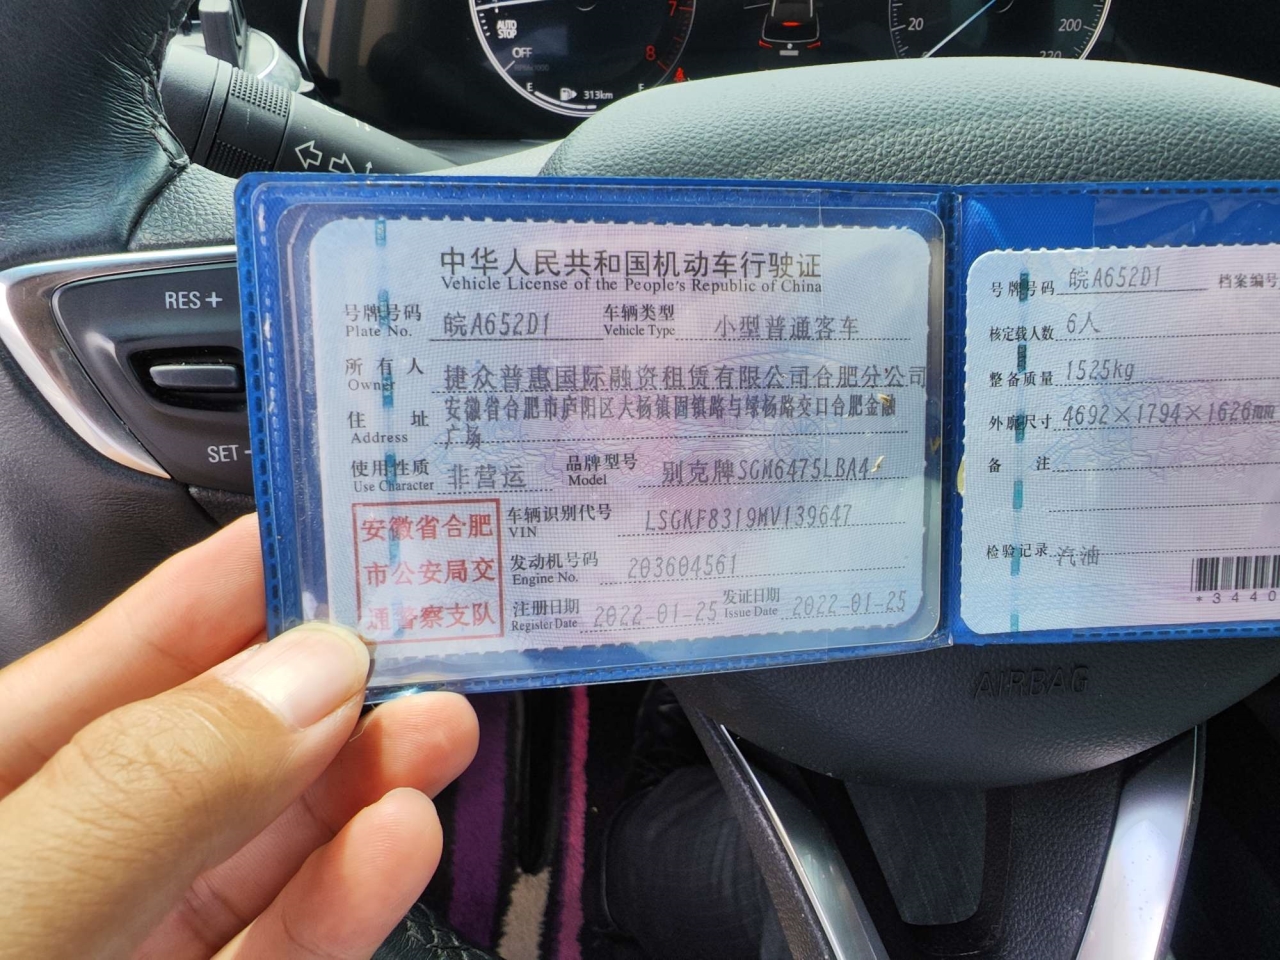 AUTO STOP
OFF
7
8
E
313km
20
200
220
RES +
SET -
中华人民共和国机动车行驶证
Vehicle License of the People's Republic of China
号牌号码 皖A652D1 车辆类型 小型普通客车
Plate No. Vehicle Type
所有人 捷众普惠国际融资租赁有限公司合肥分公司
Owner
住址 安徽省合肥市庐阳区大杨镇固镇路与绿杨路交口合肥金融
Address 广场
使用性质 非营运 品牌型号 别克牌SGM6475LBA4
Use Character Model
安徽省合肥
市公安局交
通警察支队
车辆识别代号 LSGKF8319MV139647
VIN
发动机号码 203604561
Engine No.
注册日期 2022-01-25 发证日期 2022-01-25
Register Date Issue Date
号牌号码 皖A652D1 档案编号
核定载人数 6人
整备质量 1525kg
外廓尺寸 4692×1794×1626
备注
检验记录 汽油
*3440
AIRBAG